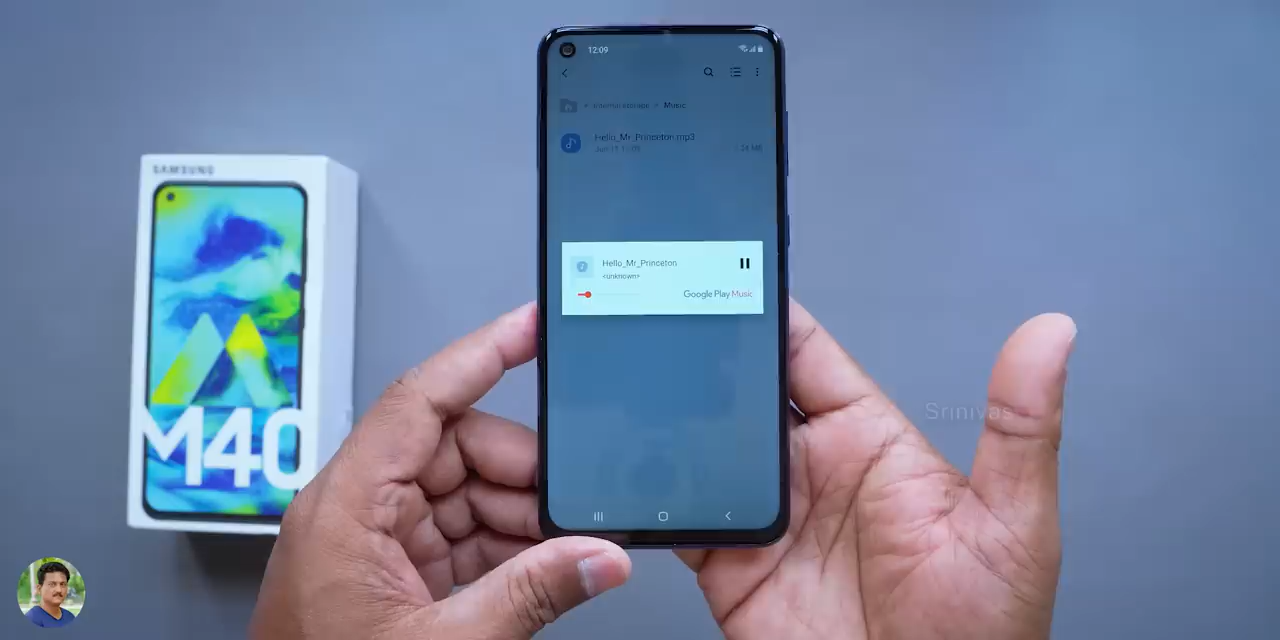 SAMSUNG
M40
12:09
Internal storage
Music
Hello_Mr_Princeton.mp3
Hello_Mr_Princeton
<unknown>
Google Play Music
Srinivas